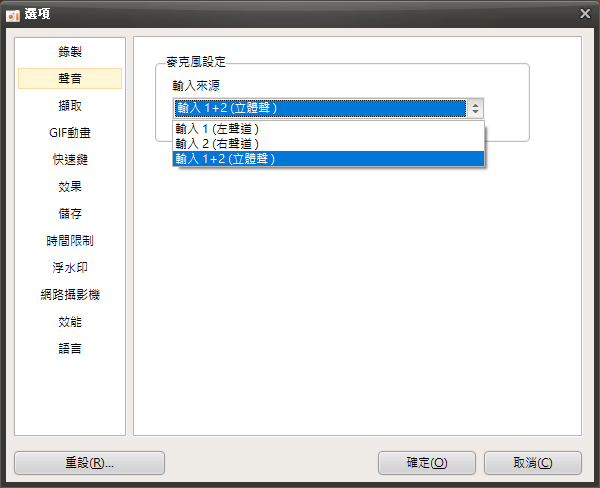 選項
錄製
聲音
擷取
GIF動畫
快速鍵
效果
儲存
時間限制
浮水印
網路攝影機
效能
語言
麥克風設定
輸入來源
輸入 1+2 (立體聲 )
輸入 1 (左聲道 )
輸入 2 (右聲道 )
輸入 1+2 (立體聲 )
重設(R)...
確定(O)
取消(C)